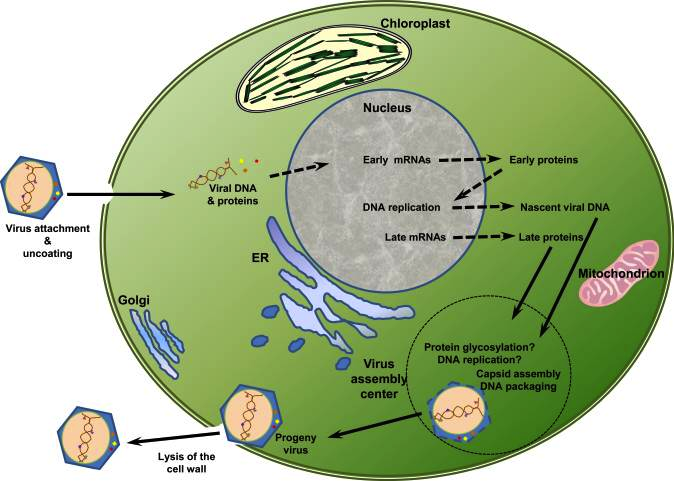 Chloroplast
Nucleus
Early mRNAs
Early proteins
Viral DNA
& proteins
DNA replication
Nascent viral DNA
Virus attachment
&
uncoating
Late mRNAs
Late proteins
ER
Mitochondrion
Golgi
Protein glycosylation?
DNA replication?
Capsid assembly
DNA packaging
Virus
assembly
center
Progeny
virus
Lysis of the
cell wall